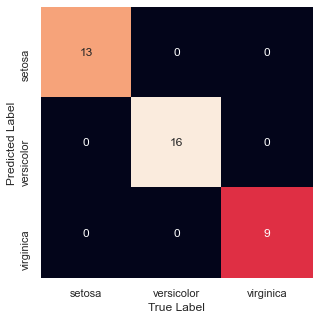 Predicted Label
setosa
13 0 0
versicolor
0 16 0
virginica
0 0 9
setosa versicolor virginica
True Label